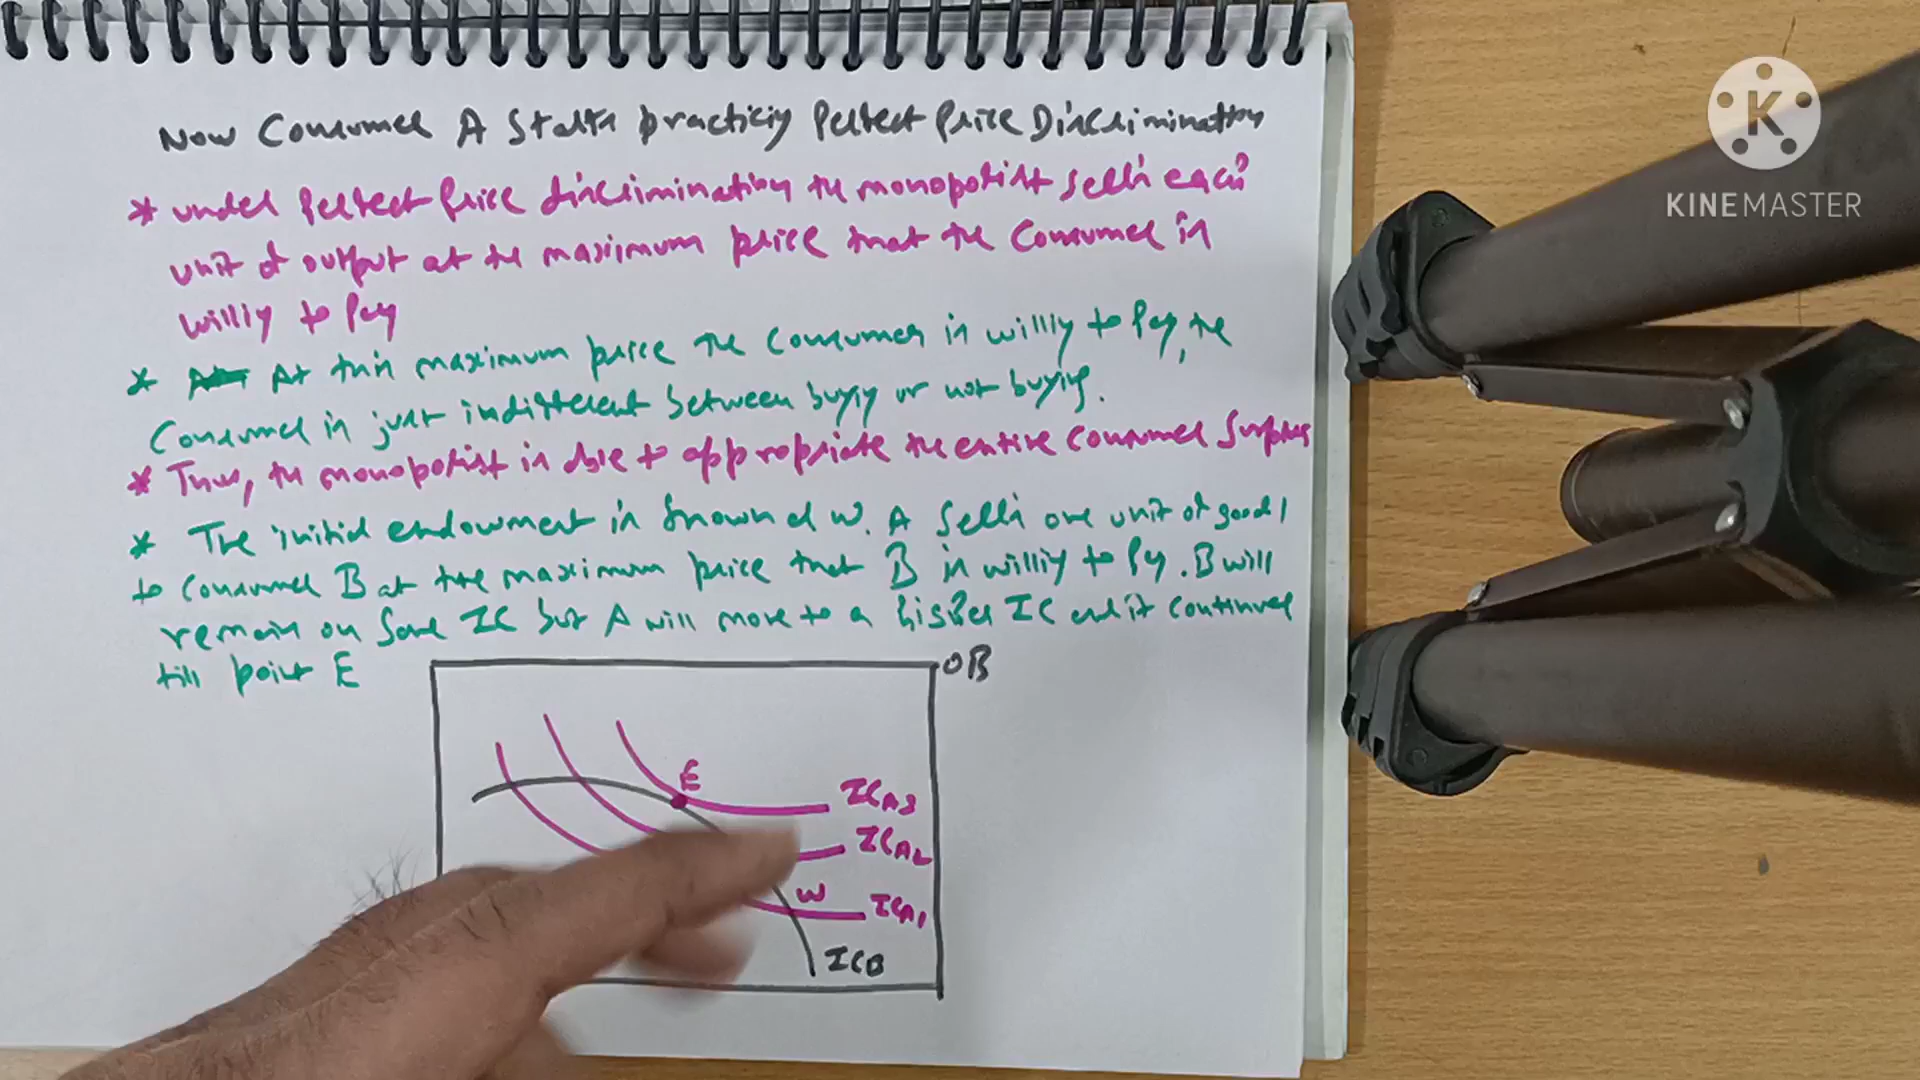 Now Consumer A Starts practicing Perfect Price Discrimination
* under Perfect Price discrimination the monopolist sells each
unit of output at the maximum price that the Consumer is
willing to Pay
* At this maximum price the Consumer is willing to Pay, the
Consumer is just indifferent between buying or not buying.
* Thus, the monopolist is able to appropriate the entire Consumer Surplus
* The initial endowment is shown at W. A Sells one unit of good 1
to Consumer B at the maximum price that B is willing to Pay. B will
remain on Same IC but A will move to a higher IC and it continues
till point E
OB
E
ICA3
ICA2
W
ICA1
ICB
K
KINEMASTER